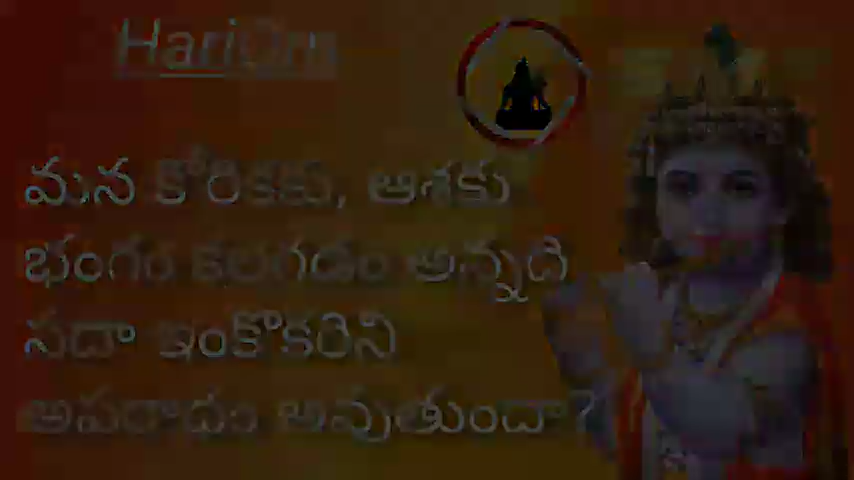 HariOm
మన కోరికకు, ఆశకు
భంగం కలగడం అన్నది
సదా ఇంకొకరిని
అపరాధం అవుతుందా?